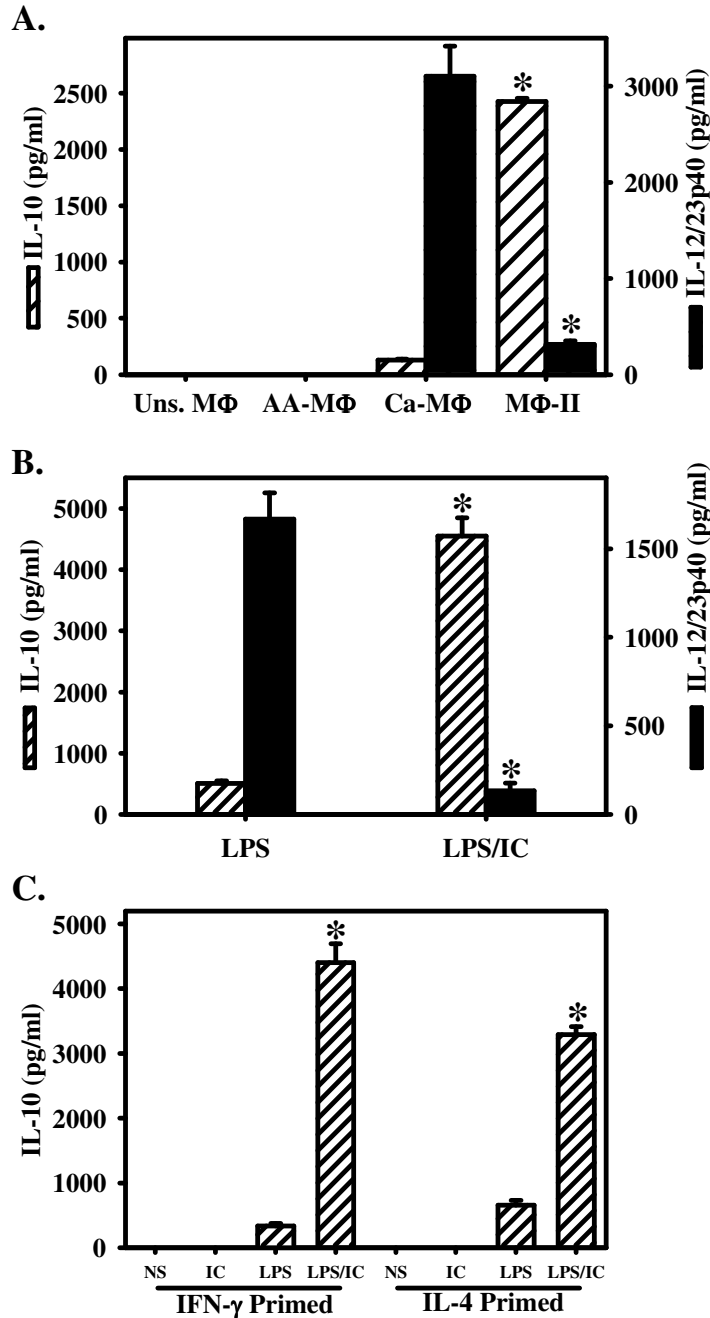 A.
IL-10 (pg/ml)
2500
2000
1500
1000
500
0
3000
2000
1000
0
IL-12/23p40 (pg/ml)
* *
Uns. MΦ AA-MΦ Ca-MΦ MΦ-II
B.
IL-10 (pg/ml)
5000
4000
3000
2000
1000
0
1500
1000
500
0
IL-12/23p40 (pg/ml)
* *
LPS LPS/IC
C.
IL-10 (pg/ml)
5000
4000
3000
2000
1000
0
* *
NS IC LPS LPS/IC NS IC LPS LPS/IC
IFN-γ Primed IL-4 Primed